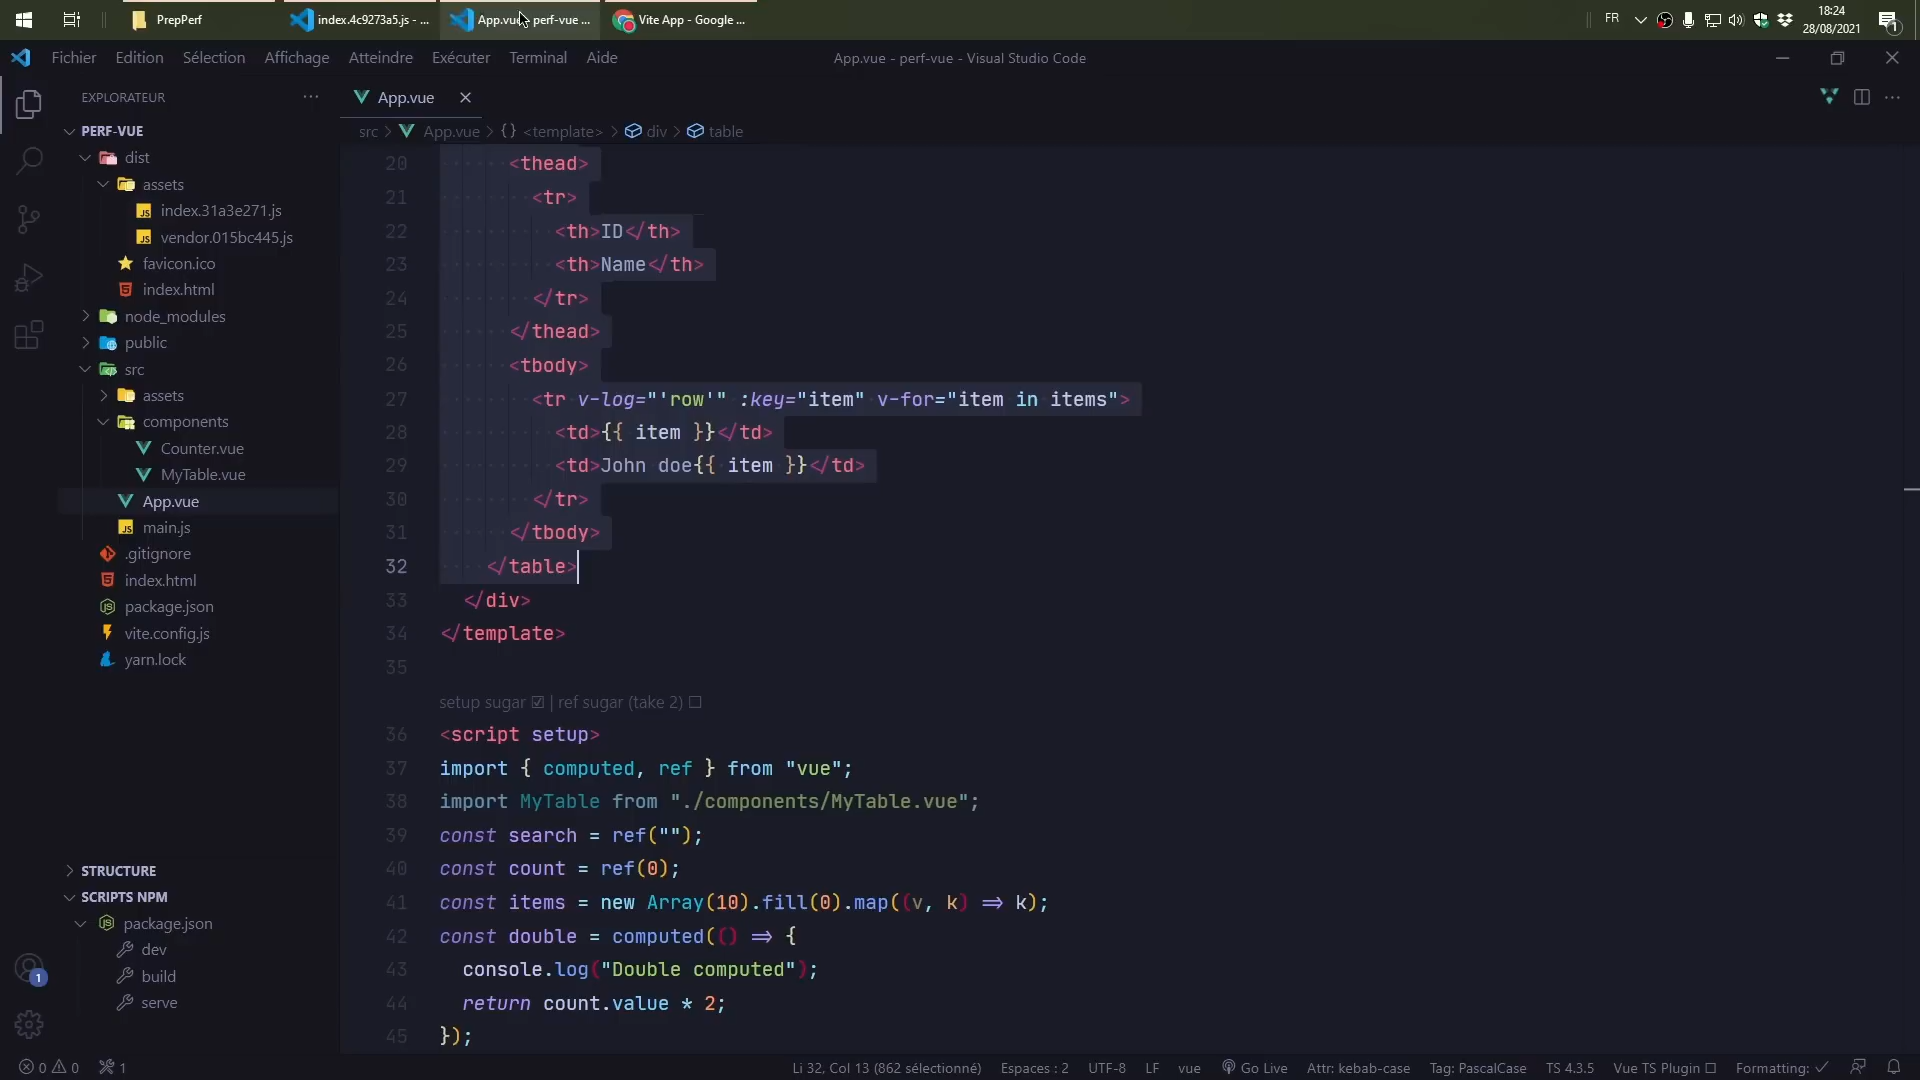 PrepPerf
index.4c9273a5.js - ...
App.vue - perf-vue ...
Vite App - Google ...
FR
18:24
28/08/2021
1
Fichier Edition Sélection Affichage Atteindre Exécuter Terminal Aide
App.vue - perf-vue - Visual Studio Code
EXPLORATEUR
App.vue
src > App.vue > {} <template> > div > table
PERF-VUE
dist
assets
index.31a3e271.js
vendor.015bc445.js
favicon.ico
index.html
node_modules
public
src
assets
components
Counter.vue
MyTable.vue
App.vue
main.js
.gitignore
index.html
package.json
vite.config.js
yarn.lock
STRUCTURE
SCRIPTS NPM
package.json
dev
build
serve
1
20 <thead>
21 <tr>
22 <th>ID</th>
23 <th>Name</th>
24 </tr>
25 </thead>
26 <tbody>
27 <tr v-log="'row'" :key="item" v-for="item in items">
28 <td>{{ item }}</td>
29 <td>John doe{{ item }}</td>
30 </tr>
31 </tbody>
32 </table>
33 </div>
34 </template>
35
setup sugar ☑ | ref sugar (take 2) ☐
36 <script setup>
37 import { computed, ref } from "vue";
38 import MyTable from "./components/MyTable.vue";
39 const search = ref("");
40 const count = ref(0);
41 const items = new Array(10).fill(0).map((v, k) => k);
42 const double = computed(() => {
43 console.log("Double computed");
44 return count.value * 2;
45 });
0 0 1
Li 32, Col 13 (862 sélectionné) Espaces : 2 UTF-8 LF vue Go Live Attr: kebab-case Tag: PascalCase TS 4.3.5 Vue TS Plugin ☐ Formatting: ✓